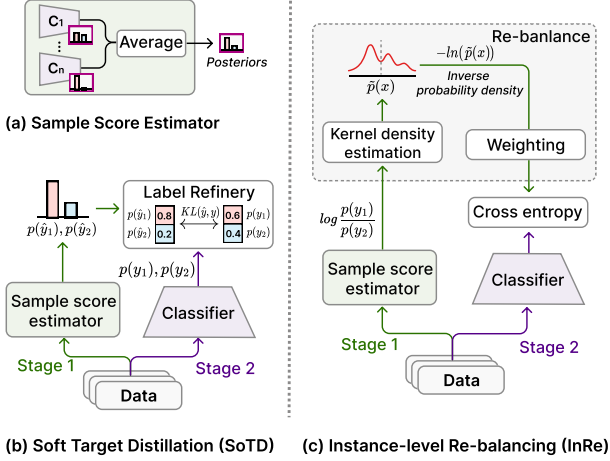 C1
⋮
Cn
Average
Posteriors
(a) Sample Score Estimator
p(ŷ1), p(ŷ2)
Label Refinery
p(ŷ1) 0.8 KL(ŷ,y) 0.6 p(y1)
p(ŷ2) 0.2 0.4 p(y2)
p(y1), p(y2)
Sample score
estimator
Classifier
Stage 1
Stage 2
Data
(b) Soft Target Distillation (SoTD)
Re-banlance
−ln(p̃(x))
Inverse
probability density
p̃(x)
Kernel density
estimation
Weighting
log p(y1)/p(y2)
Cross entropy
Sample score
estimator
Classifier
Stage 1
Stage 2
Data
(c) Instance-level Re-balancing (InRe)